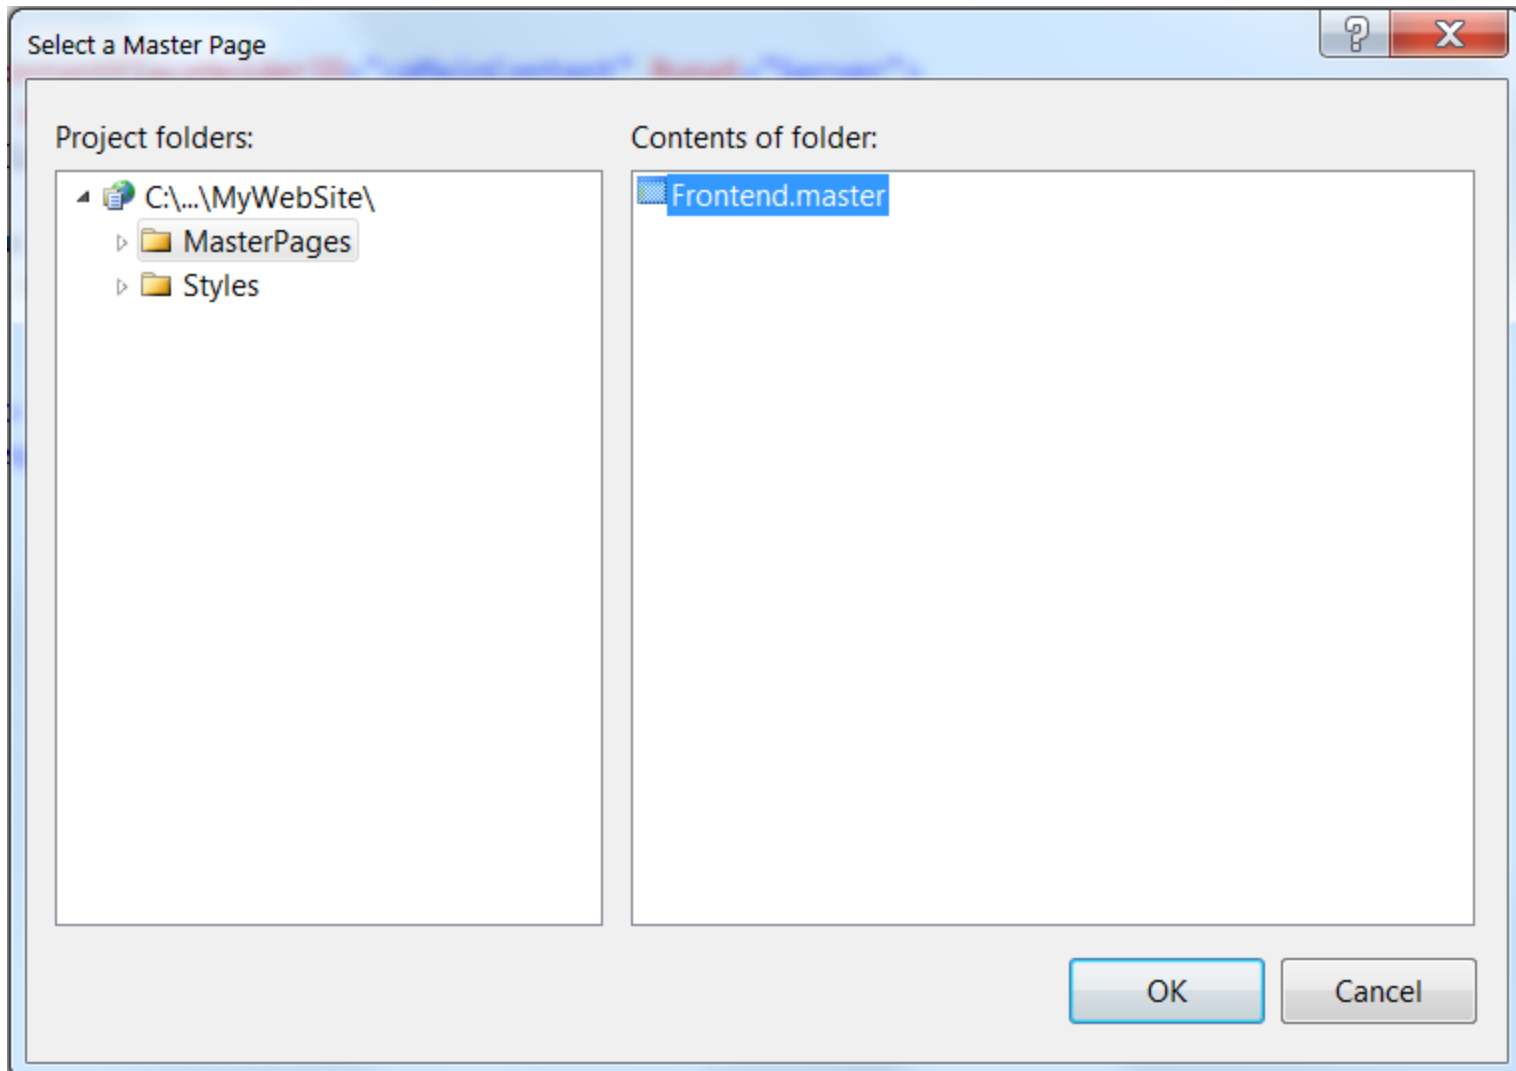 Select a Master Page
Project folders:
C:\...\MyWebSite\
MasterPages
Styles
Contents of folder:
Frontend.master
OK
Cancel